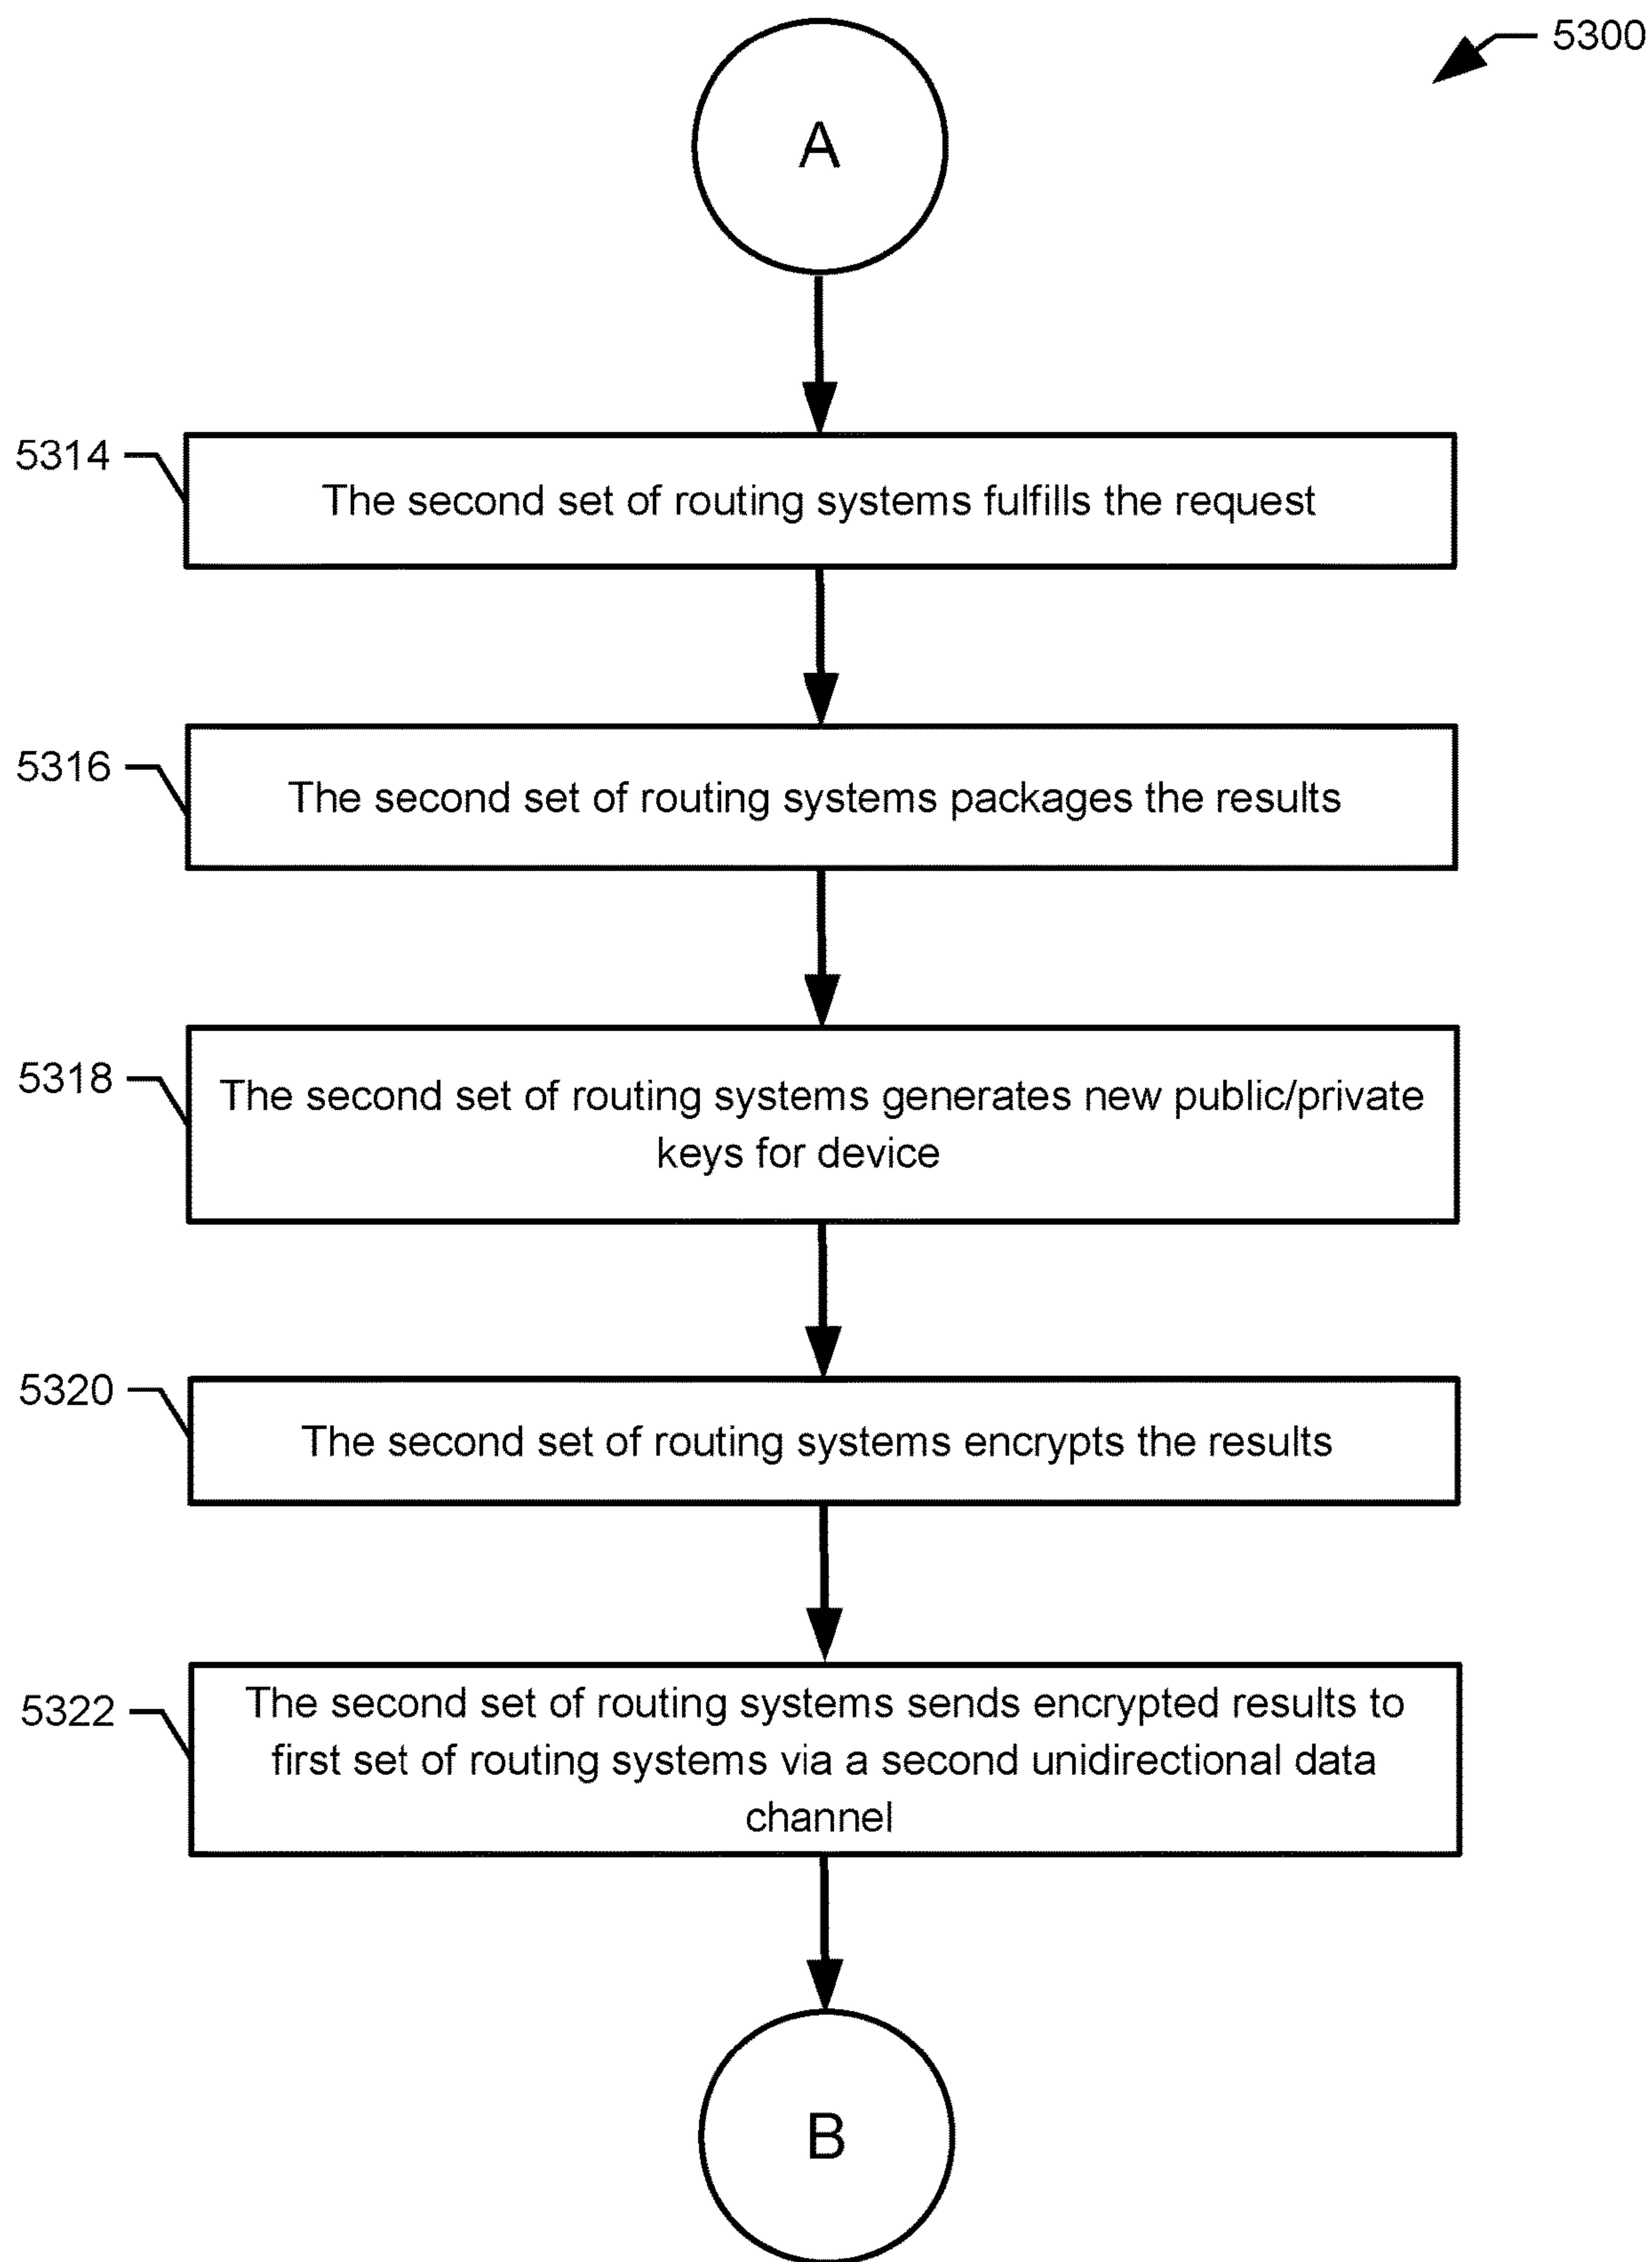 5300
A
5314
The second set of routing systems fulfills the request
5316
The second set of routing systems packages the results
5318
The second set of routing systems generates new public/private
keys for device
5320
The second set of routing systems encrypts the results
5322
The second set of routing systems sends encrypted results to
first set of routing systems via a second unidirectional data
channel
B